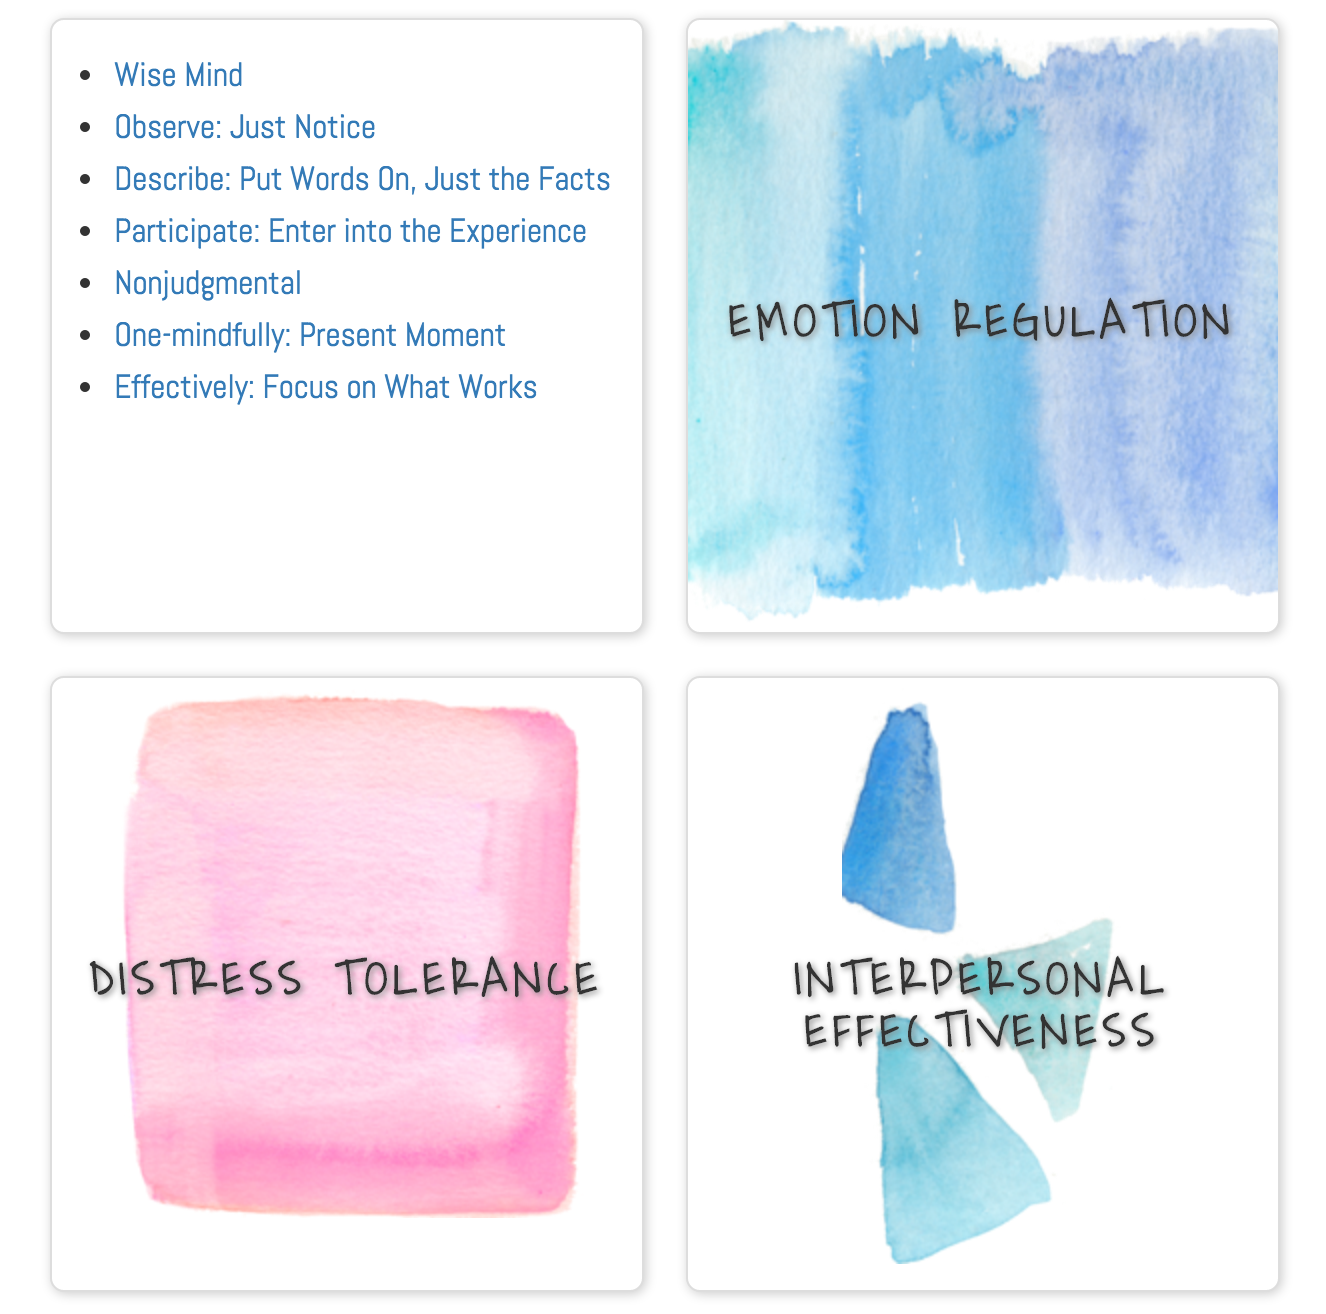 Wise Mind
Observe: Just Notice
Describe: Put Words On, Just the Facts
Participate: Enter into the Experience
Nonjudgmental
One-mindfully: Present Moment
Effectively: Focus on What Works
EMOTION REGULATION
DISTRESS TOLERANCE
INTERPERSONAL
EFFECTIVENESS